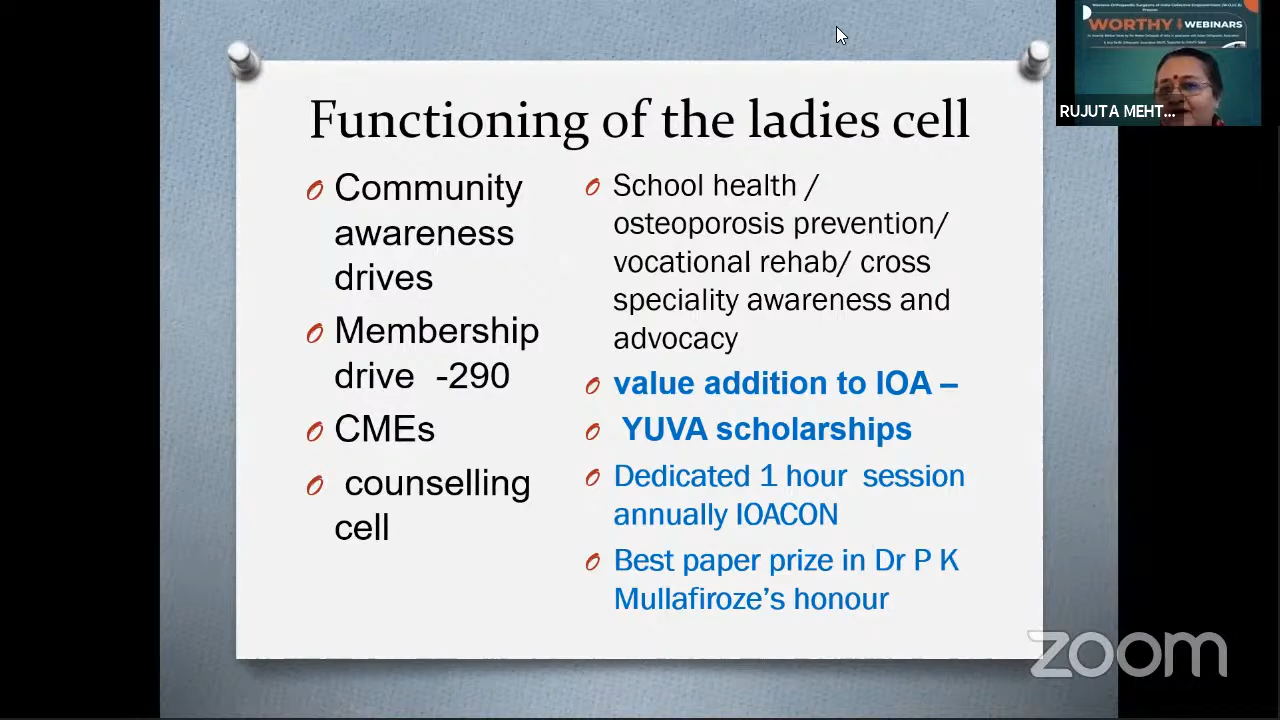 Functioning of the ladies cell
Community
awareness
drives
Membership
drive -290
CMEs
counselling
cell
School health /
osteoporosis prevention/
vocational rehab/ cross
speciality awareness and
advocacy
value addition to IOA –
YUVA scholarships
Dedicated 1 hour session
annually IOACON
Best paper prize in Dr P K
Mullafiroze’s honour
WORTHY WEBINARS
RUJUTA MEHT...
zoom